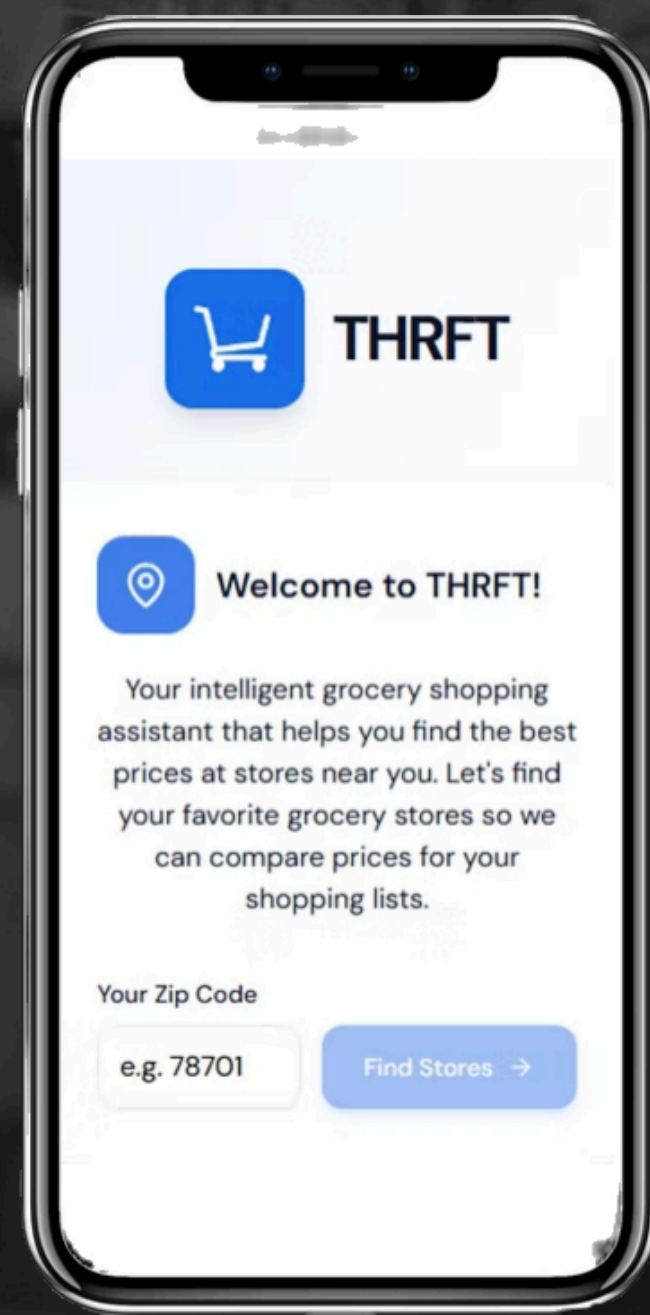 THRFT
Welcome to THRFT!
Your intelligent grocery shopping
assistant that helps you find the best
prices at stores near you. Let's find
your favorite grocery stores so we
can compare prices for your
shopping lists.
Your Zip Code
e.g. 78701
Find Stores →